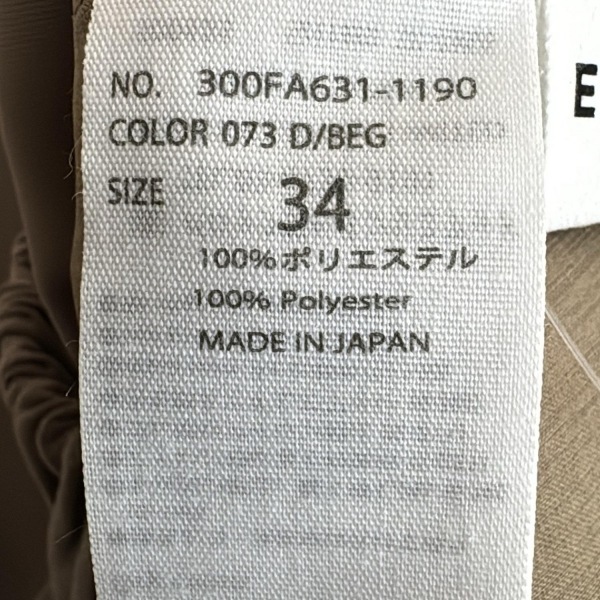 NO. 300FA631-1190
COLOR 073 D/BEG
SIZE 34
100%ポリエステル
100% Polyester
MADE IN JAPAN
E